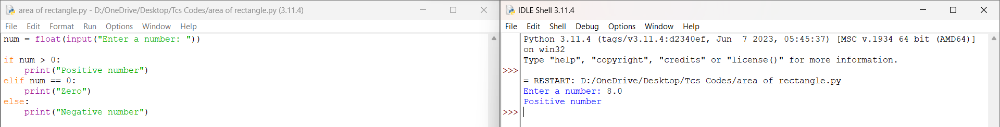 area of rectangle.py - D:/OneDrive/Desktop/Tcs Codes/area of rectangle.py (3.11.4)
File Edit Format Run Options Window Help
num = float(input("Enter a number: "))
if num > 0:
    print("Positive number")
elif num == 0:
    print("Zero")
else:
    print("Negative number")
IDLE Shell 3.11.4
File Edit Shell Debug Options Window Help
Python 3.11.4 (tags/v3.11.4:d2340ef, Jun  7 2023, 05:45:37) [MSC v.1934 64 bit (AMD64)]
on win32
Type "help", "copyright", "credits" or "license()" for more information.
>>>
= RESTART: D:/OneDrive/Desktop/Tcs Codes/area of rectangle.py
Enter a number: 8.0
Positive number
>>>